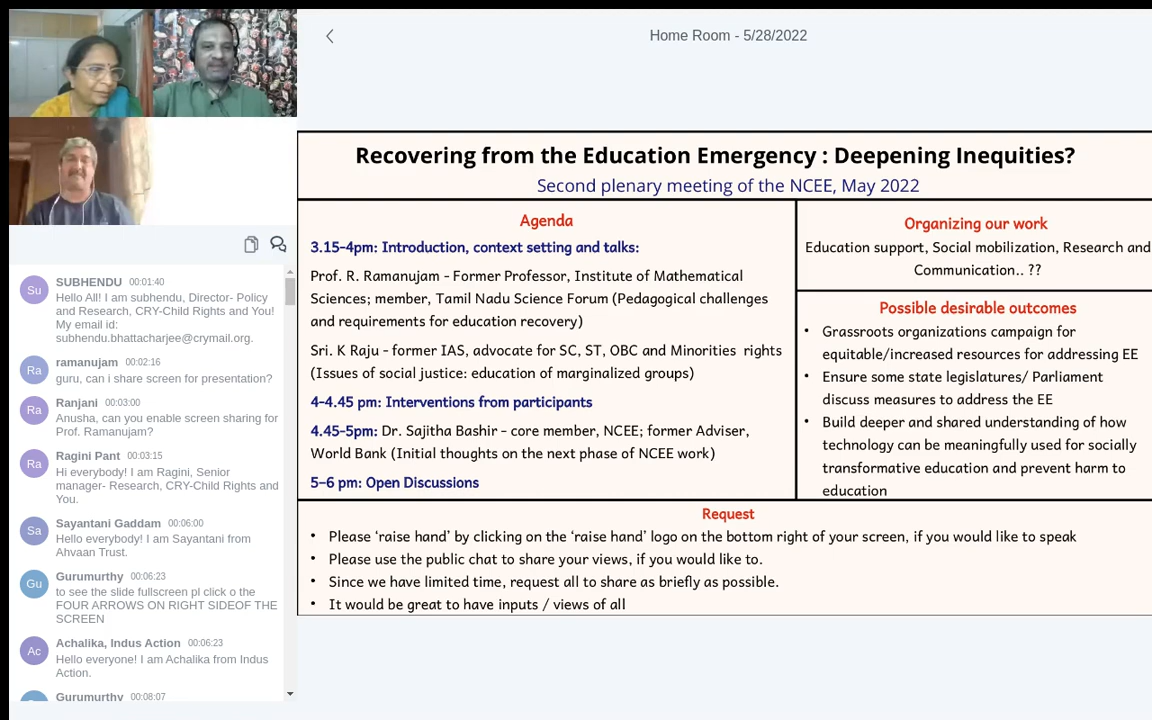 Home Room - 5/28/2022
Recovering from the Education Emergency : Deepening Inequities?
Second plenary meeting of the NCEE, May 2022
Agenda
3.15-4pm: Introduction, context setting and talks:
Prof. R. Ramanujam - Former Professor, Institute of Mathematical
Sciences; member, Tamil Nadu Science Forum (Pedagogical challenges
and requirements for education recovery)
Sri. K Raju - former IAS, advocate for SC, ST, OBC and Minorities rights
(Issues of social justice: education of marginalized groups)
4-4.45 pm: Interventions from participants
4.45-5pm: Dr. Sajitha Bashir - core member, NCEE; former Adviser,
World Bank (Initial thoughts on the next phase of NCEE work)
5-6 pm: Open Discussions
Organizing our work
Education support, Social mobilization, Research and
Communication.. ??
Possible desirable outcomes
• Grassroots organizations campaign for
equitable/increased resources for addressing EE
• Ensure some state legislatures/ Parliament
discuss measures to address the EE
• Build deeper and shared understanding of how
technology can be meaningfully used for socially
transformative education and prevent harm to
education
Request
• Please ‘raise hand’ by clicking on the ‘raise hand’ logo on the bottom right of your screen, if you would like to speak
• Please use the public chat to share your views, if you would like to.
• Since we have limited time, request all to share as briefly as possible.
• It would be great to have inputs / views of all
Su
SUBHENDU 00:01:40
Hello All! I am subhendu, Director- Policy
and Research, CRY-Child Rights and You!
My email id:
subhendu.bhattacharjee@crymail.org.
Ra
ramanujam 00:02:16
guru, can i share screen for presentation?
Ra
Ranjani 00:03:00
Anusha, can you enable screen sharing for
Prof. Ramanujam?
Ra
Ragini Pant 00:03:15
Hi everybody! I am Ragini, Senior
manager- Research, CRY-Child Rights and
You.
Sa
Sayantani Gaddam 00:06:00
Hello everybody! I am Sayantani from
Ahvaan Trust.
Gu
Gurumurthy 00:06:23
to see the slide fullscreen pl click o the
FOUR ARROWS ON RIGHT SIDEOF THE
SCREEN
Ac
Achalika, Indus Action 00:06:23
Hello everyone! I am Achalika from Indus
Action.
Gurumurthy 00:08:07